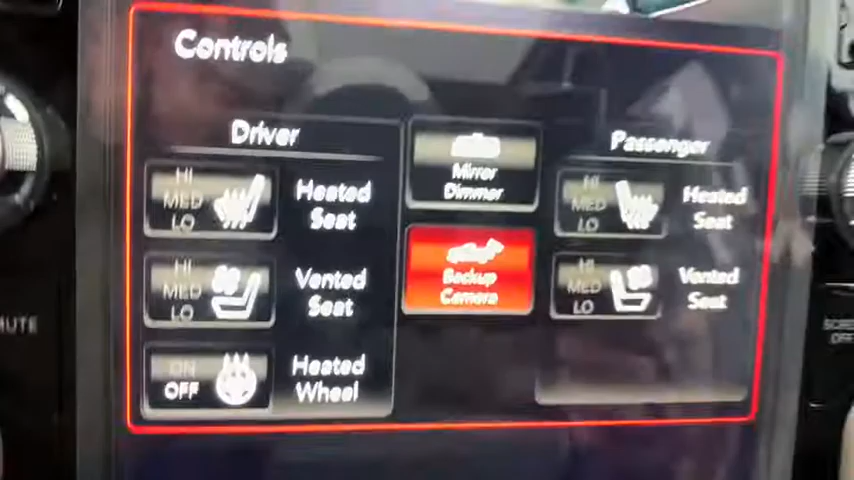 Controls
Driver
HI
MED
LO
Heated
Seat
HI
MED
LO
Vented
Seat
ON
OFF
Heated
Wheel
Mirror
Dimmer
Backup
Camera
Passenger
HI
MED
LO
Heated
Seat
HI
MED
LO
Vented
Seat
MUTE
OFF